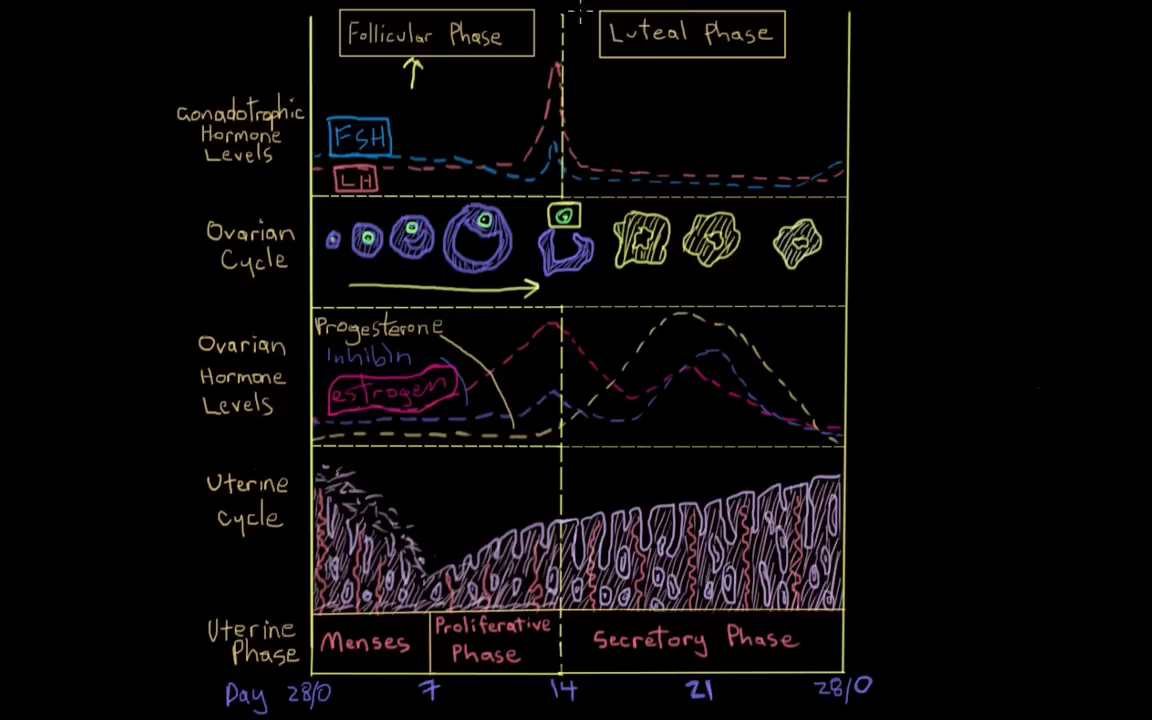 Follicular Phase
Luteal Phase
Gonadotrophic
Hormone
Levels
FSH
LH
Ovarian
Cycle
Progesterone
Inhibin
estrogen
Ovarian
Hormone
Levels
Uterine
Cycle
Uterine
Phase
Menses
Proliferative
Phase
Secretory Phase
Day 28/0 7 14 21 28/0